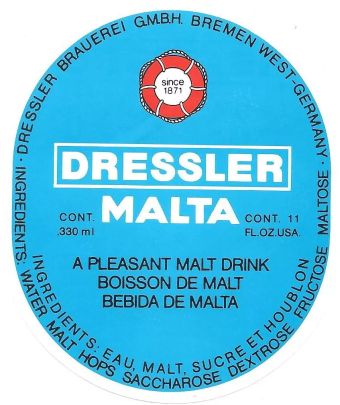 · DRESSLER BRAUEREI G.M.B.H. BREMEN WEST-GERMANY ·
since
1871
DRESSLER
MALTA
CONT.
.330 ml
CONT. 11
FL.OZ.USA.
A PLEASANT MALT DRINK
BOISSON DE MALT
BEBIDA DE MALTA
INGREDIENTS: EAU, MALT, SUCRE ET HOUBLON
INGREDIENTS: WATER MALT HOPS SACCHAROSE DEXTROSE FRUCTOSE MALTOSE